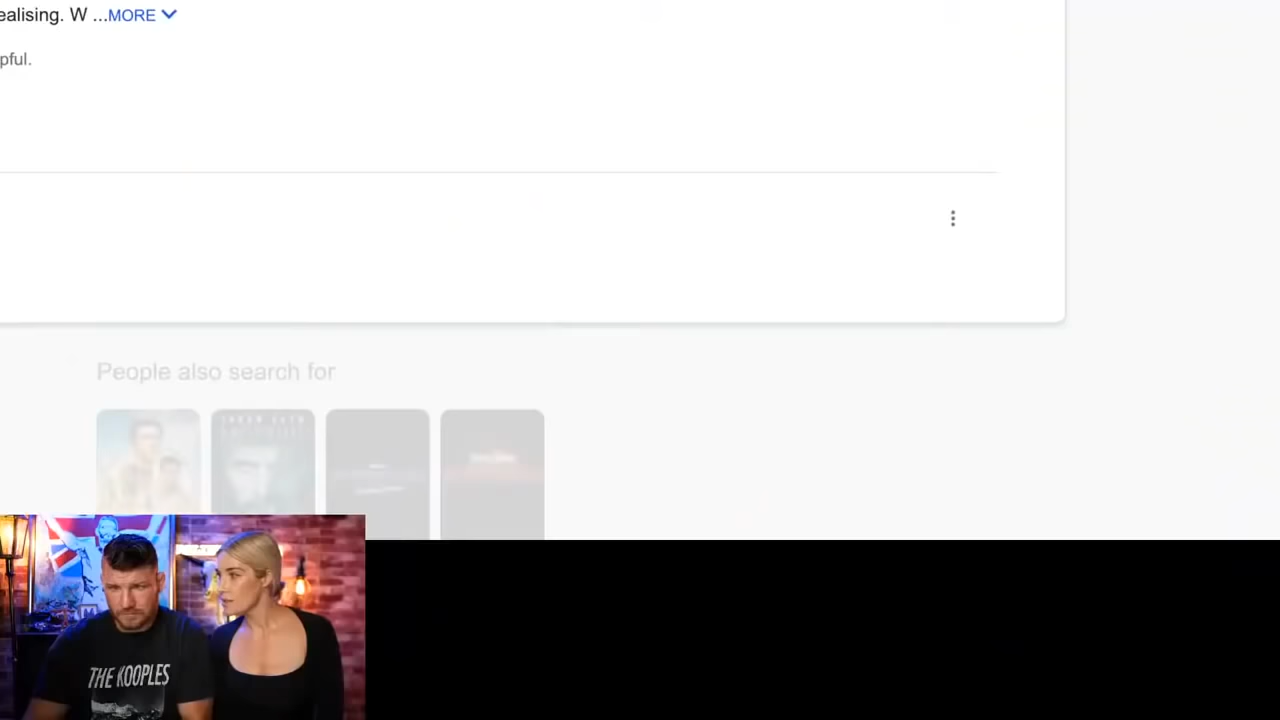 ealising. W ...MORE
pful.
People also search for
THE KOOPLES